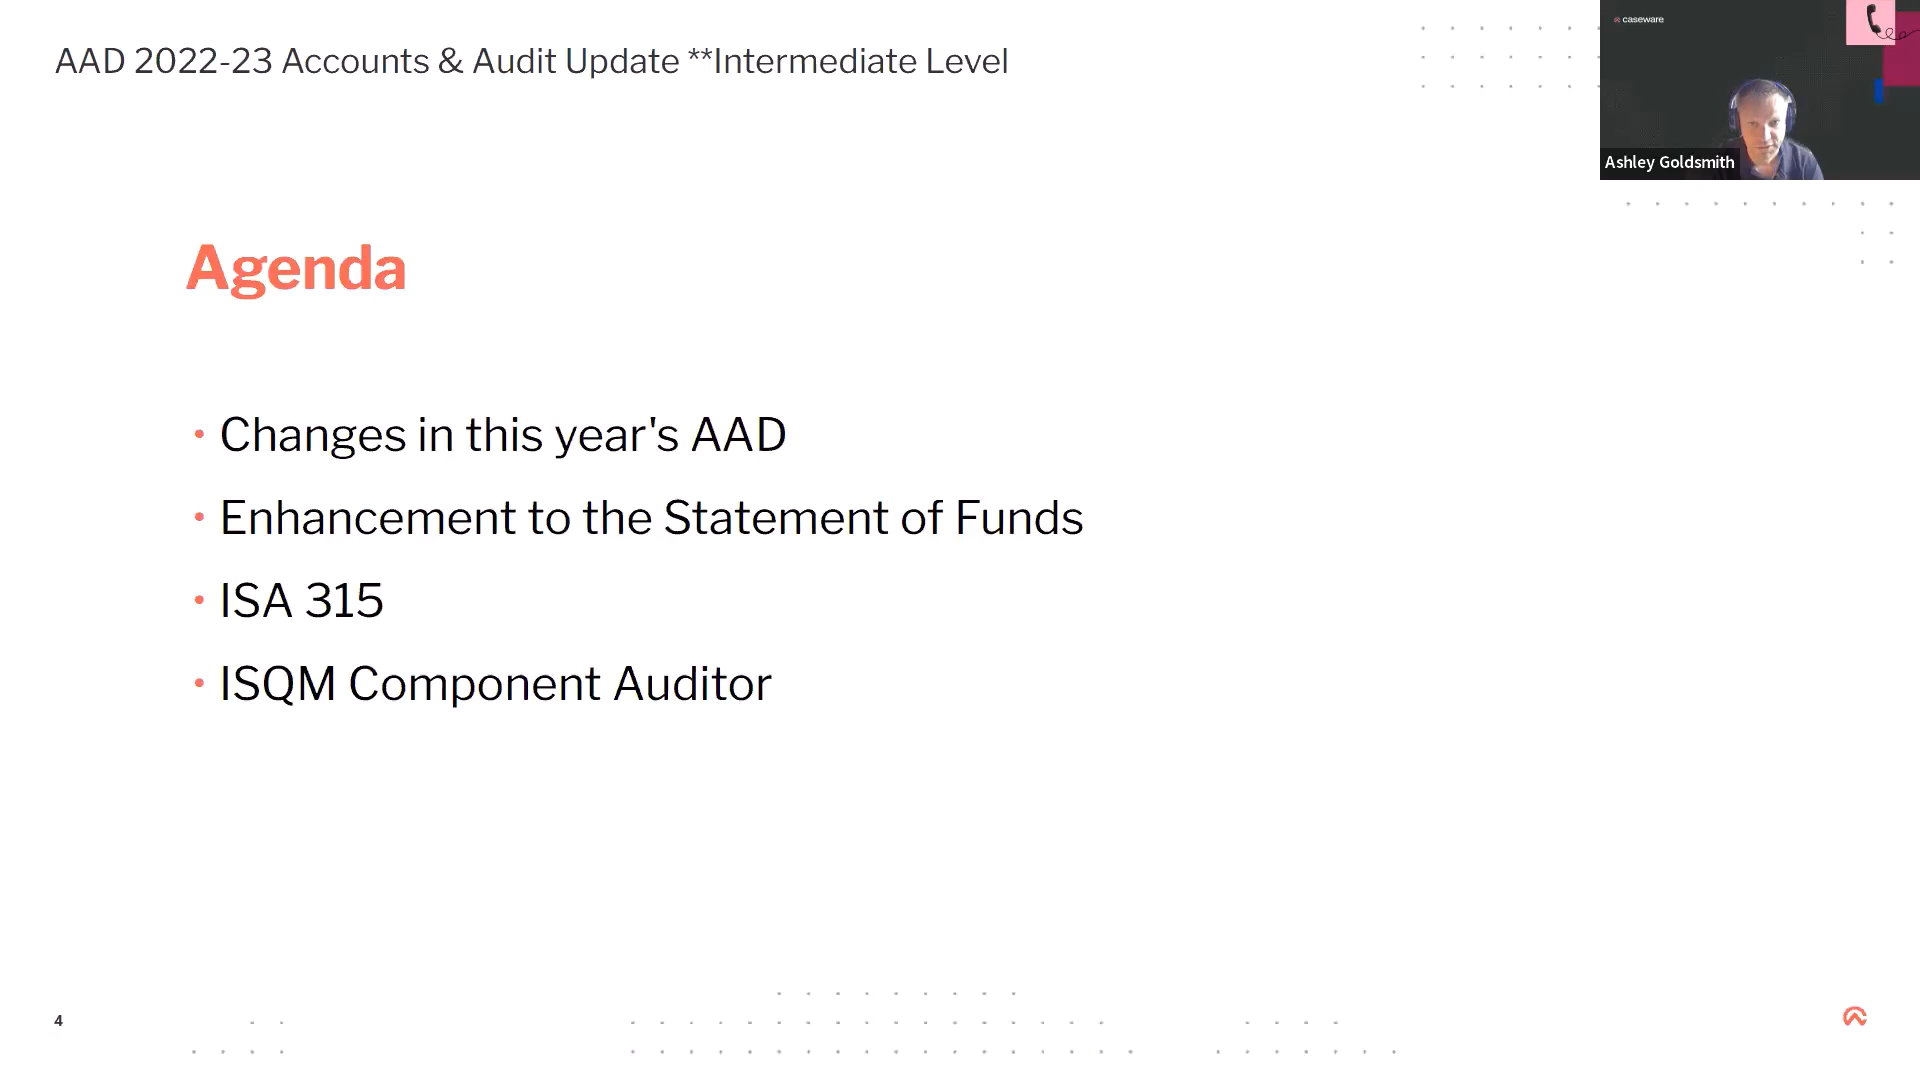 AAD 2022-23 Accounts & Audit Update **Intermediate Level
caseware
Ashley Goldsmith
Agenda
• Changes in this year's AAD
• Enhancement to the Statement of Funds
• ISA 315
• ISQM Component Auditor
4